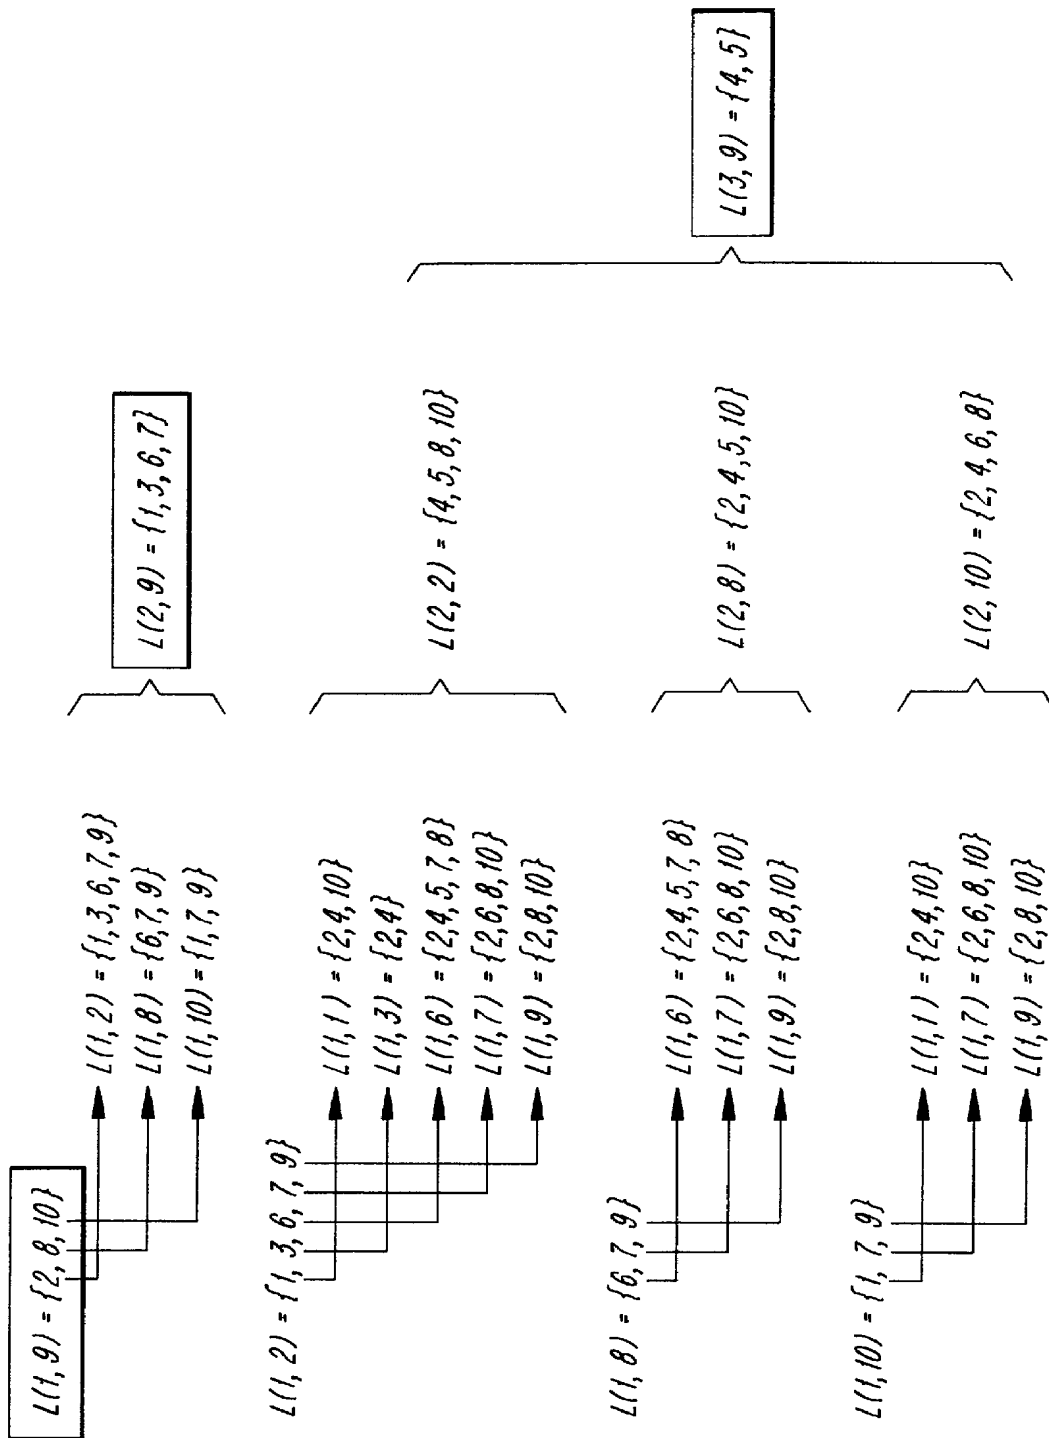 L(1,9) = {2,8,10}
L(1,2) = {1,3,6,7,9}
L(1,8) = {6,7,9}
L(1,10) = {1,7,9}
L(2,9) = {1,3,6,7}
L(1,2) = {1,3,6,7,9}
L(1,1) = {2,4,10}
L(1,3) = {2,4}
L(1,6) = {2,4,5,7,8}
L(1,7) = {2,6,8,10}
L(1,9) = {2,8,10}
L(2,2) = {4,5,8,10}
L(1,8) = {6,7,9}
L(1,6) = {2,4,5,7,8}
L(1,7) = {2,6,8,10}
L(1,9) = {2,8,10}
L(2,8) = {2,4,5,10}
L(1,10) = {1,7,9}
L(1,1) = {2,4,10}
L(1,7) = {2,6,8,10}
L(1,9) = {2,8,10}
L(2,10) = {2,4,6,8}
L(3,9) = {4,5}